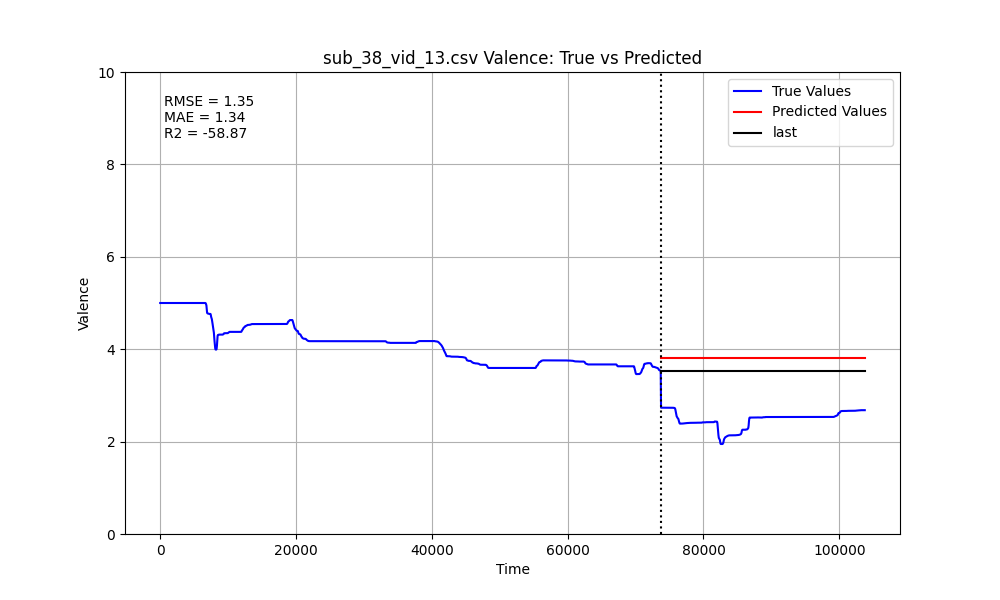 sub_38_vid_13.csv Valence: True vs Predicted
RMSE = 1.35
MAE = 1.34
R2 = -58.87
True Values
Predicted Values
last
10
8
6
4
2
0
Valence
0
20000
40000
60000
80000
100000
Time